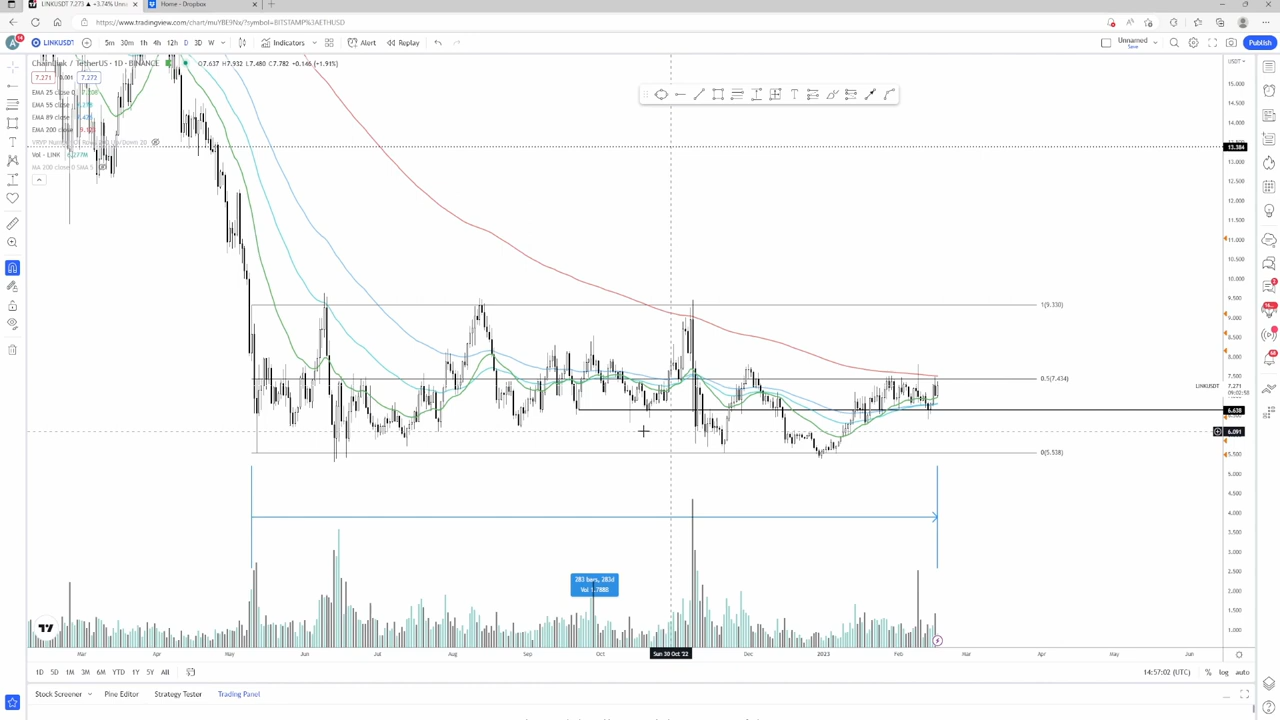 LINKUSDT 7.273 ▲ +3.74% Unna
Home - Dropbox
https://www.tradingview.com/chart/muYBE9Nx/?symbol=BITSTAMP%3AETHUSD
LINKUSDT
5m 30m 1h 4h 12h D 3D W
Indicators
Alert
Replay
Unnamed
Save
Publish
ChainLink / TetherUS · 1D · BINANCE
O7.637 H7.932 L7.480 C7.782 +0.146 (+1.91%)
7.271 7.272
EMA 25 close
EMA 55 close
EMA 89 close
EMA 200 close
Vol · LINK
USDT
15.000
14.500
14.000
13.384
13.000
12.500
12.000
11.500
11.000
10.500
10.000
9.500
9.000
8.500
8.000
7.500
LINKUSDT 7.271
09:02:58
6.638
6.091
5.500
5.000
4.500
4.000
3.500
3.000
2.500
2.000
1.500
1.000
1(9.330)
0.5(7.434)
0(5.538)
283 bars, 283d
Mar Apr May Jun Jul Aug Sep Oct Sun 30 Oct '22 Dec 2023 Feb Mar Apr May Jun
1D 5D 1M 3M 6M YTD 1Y 5Y All
14:57:02 (UTC) % log auto
Stock Screener Pine Editor Strategy Tester Trading Panel